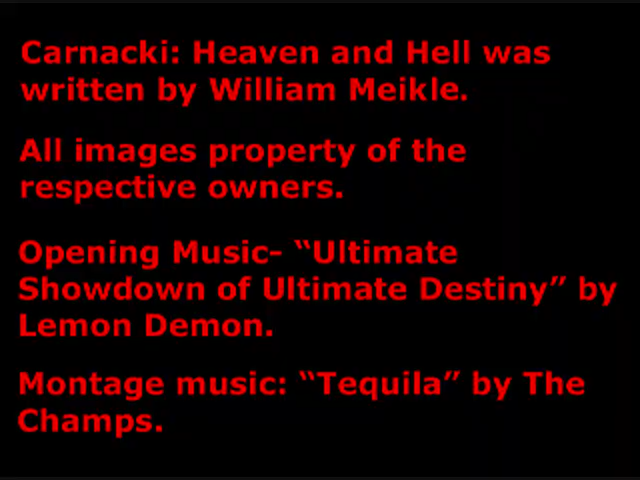 Carnacki: Heaven and Hell was
written by William Meikle.
All images property of the
respective owners.
Opening Music- “Ultimate
Showdown of Ultimate Destiny” by
Lemon Demon.
Montage music: “Tequila” by The
Champs.